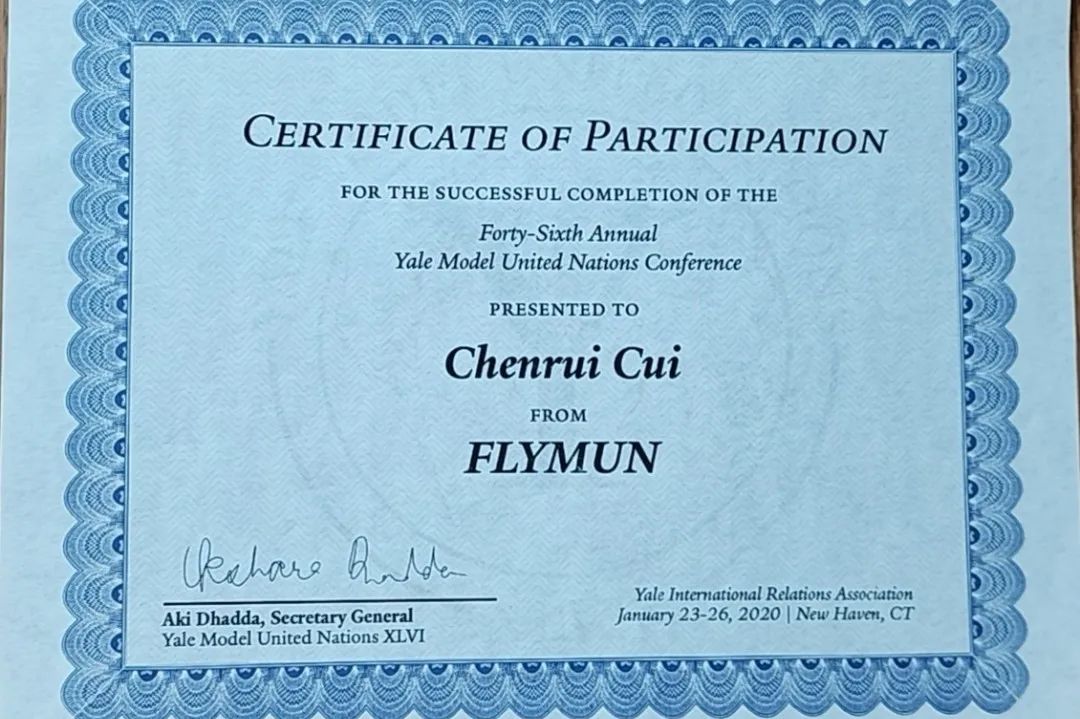 CERTIFICATE OF PARTICIPATION
FOR THE SUCCESSFUL COMPLETION OF THE
Forty-Sixth Annual
Yale Model United Nations Conference
PRESENTED TO
Chenrui Cui
FROM
FLYMUN
Aki Dhadda, Secretary General
Yale Model United Nations XLVI
Yale International Relations Association
January 23-26, 2020 | New Haven, CT